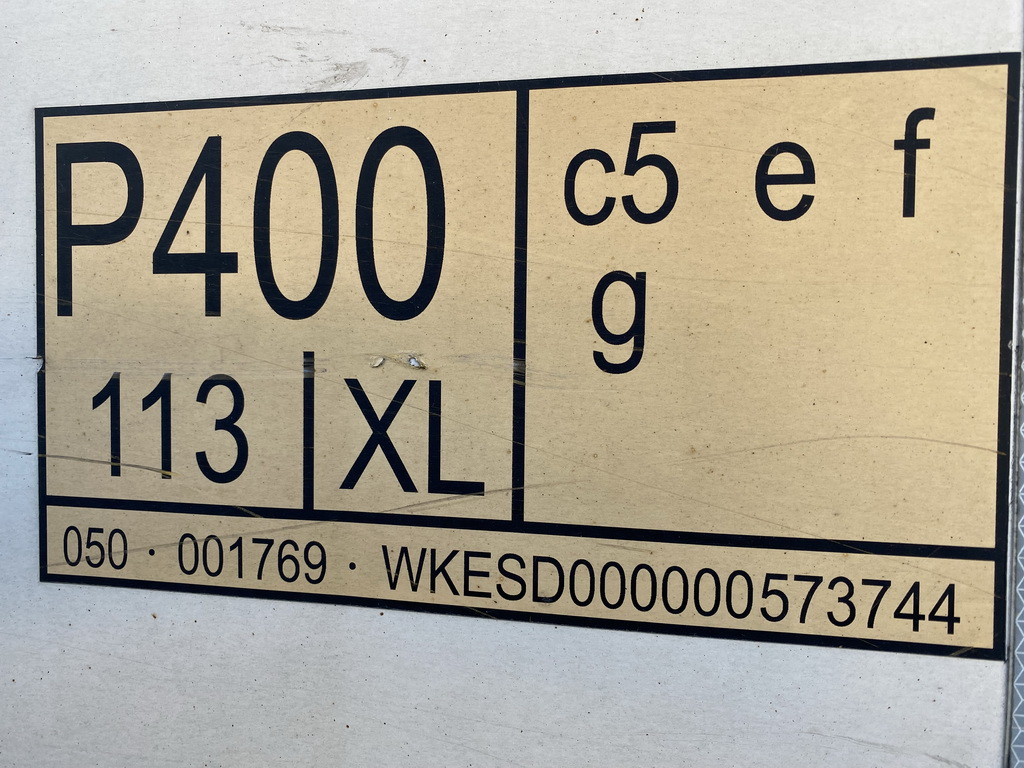 P400
113 XL
c5 e f
g
050 · 001769 · WKESD000000573744